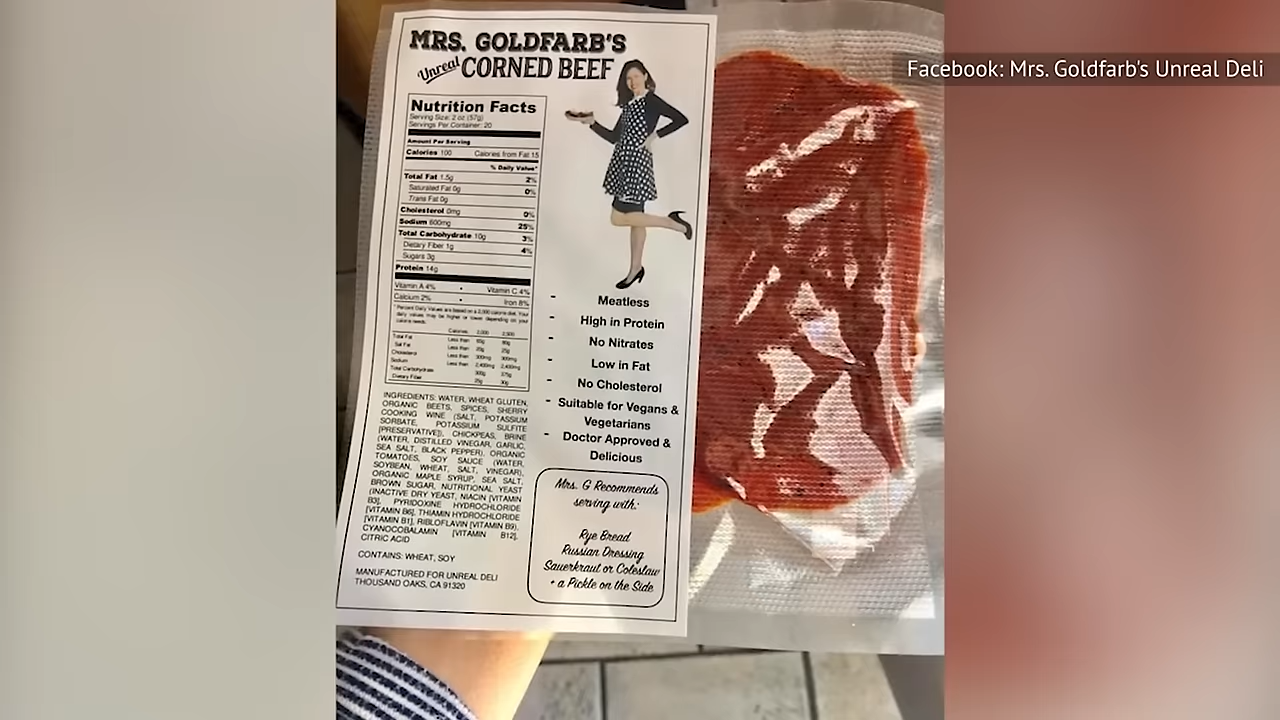 MRS. GOLDFARB'S
Unreal CORNED BEEF
Facebook: Mrs. Goldfarb's Unreal Deli
Nutrition Facts
Serving Size: 2 oz (57g)
Servings Per Container: 20
Amount Per Serving
Calories 100 Calories from Fat 15
% Daily Value*
Total Fat 1.5g 2%
Saturated Fat 0g 0%
Trans Fat 0g
Cholesterol 0mg 0%
Sodium 600mg 25%
Total Carbohydrate 10g 3%
Dietary Fiber 1g 4%
Sugars 3g
Protein 14g
Vitamin A 4% • Vitamin C 4%
Calcium 2% • Iron 8%
* Percent Daily Values are based on a 2,000 calorie diet. Your
daily values may be higher or lower depending on your
calorie needs.
Calories 2,000 2,500
Total Fat Less than 65g 80g
Sat Fat Less than 20g 25g
Cholesterol Less than 300mg 300mg
Sodium Less than 2,400mg 2,400mg
Total Carbohydrate 300g 375g
Dietary Fiber 25g 30g
INGREDIENTS: WATER, WHEAT GLUTEN,
ORGANIC BEETS, SPICES, SHERRY
COOKING WINE (SALT, POTASSIUM
SORBATE, POTASSIUM SULFITE
[PRESERVATIVE]), CHICKPEAS, BRINE
(WATER, DISTILLED VINEGAR, GARLIC,
SEA SALT, BLACK PEPPER), ORGANIC
TOMATOES, SOY SAUCE (WATER,
SOYBEAN, WHEAT, SALT, VINEGAR),
ORGANIC MAPLE SYRUP, SEA SALT,
BROWN SUGAR, NUTRITIONAL YEAST
(INACTIVE DRY YEAST, NIACIN [VITAMIN
B3], PYRIDOXINE HYDROCHLORIDE
[VITAMIN B6], THIAMIN HYDROCHLORIDE
[VITAMIN B1], RIBLOFLAVIN [VITAMIN B9),
CYANOCOBALAMIN [VITAMIN B12],
CITRIC ACID
CONTAINS: WHEAT, SOY
MANUFACTURED FOR UNREAL DELI
THOUSAND OAKS, CA 91320
- Meatless
- High in Protein
- No Nitrates
- Low in Fat
- No Cholesterol
- Suitable for Vegans &
Vegetarians
- Doctor Approved &
Delicious
Mrs. G Recommends
serving with:
Rye Bread
Russian Dressing
Sauerkraut or Coleslaw
+ a Pickle on the Side